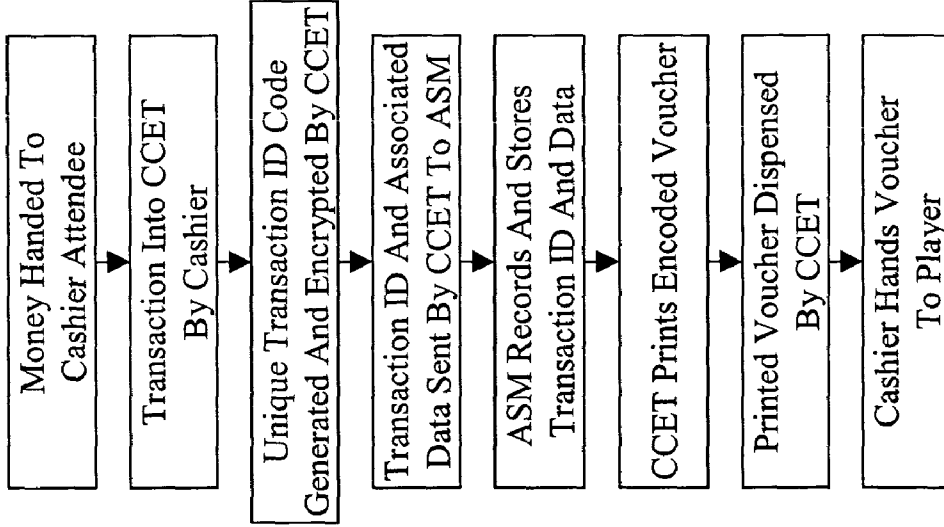 Money Handed To
Cashier Attendee
Transaction Into CCET
By Cashier
Unique Transaction ID Code
Generated And Encrypted By CCET
Transaction ID And Associated
Data Sent By CCET To ASM
ASM Records And Stores
Transaction ID And Data
CCET Prints Encoded Voucher
Printed Voucher Dispensed
By CCET
Cashier Hands Voucher
To Player